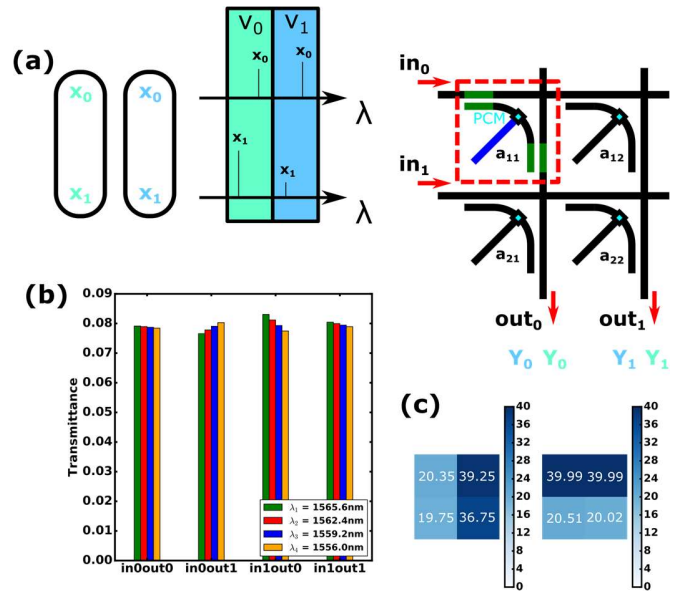 (a)
x₀ x₀
x₁ x₁
V₀ V₁
x₀ x₀
λ
x₁ x₁
λ
in₀
PCM
a₁₁ a₁₂
in₁
a₂₁ a₂₂
out₀ out₁
Y₀ Y₀ Y₁ Y₁
(b)
0.09
0.08
0.07
0.06
0.05
0.04
0.03
0.02
0.01
0.00
Transmittance
λ₁ = 1565.6nm
λ₂ = 1562.4nm
λ₃ = 1559.2nm
λ₄ = 1556.0nm
in0out0 in0out1 in1out0 in1out1
(c)
20.35 39.25
19.75 36.75
40
36
32
28
24
20
16
12
8
4
0
39.99 39.99
20.51 20.02
40
36
32
28
24
20
16
12
8
4
0